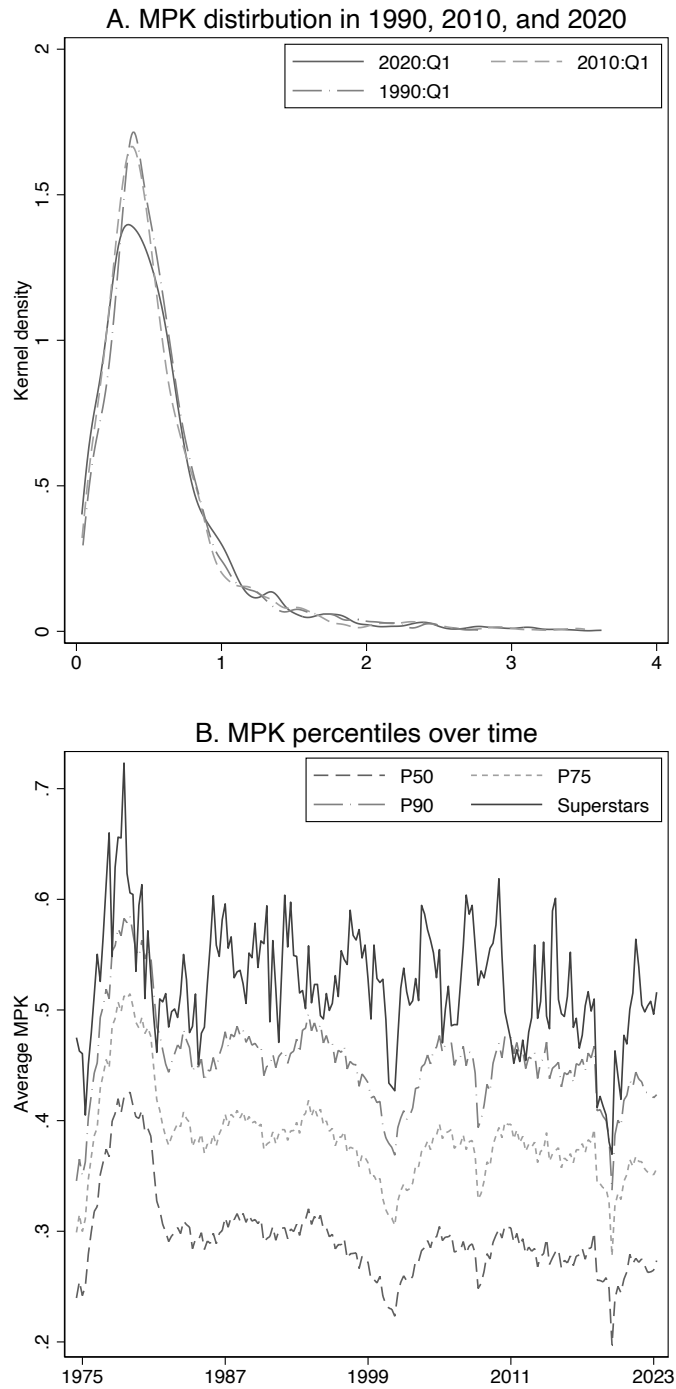 A. MPK distirbution in 1990, 2010, and 2020
2020:Q1 2010:Q1
1990:Q1
Kernel density
2
1.5
1
.5
0
0 1 2 3 4
B. MPK percentiles over time
P50 P75
P90 Superstars
Average MPK
.7
.6
.5
.4
.3
.2
1975 1987 1999 2011 2023